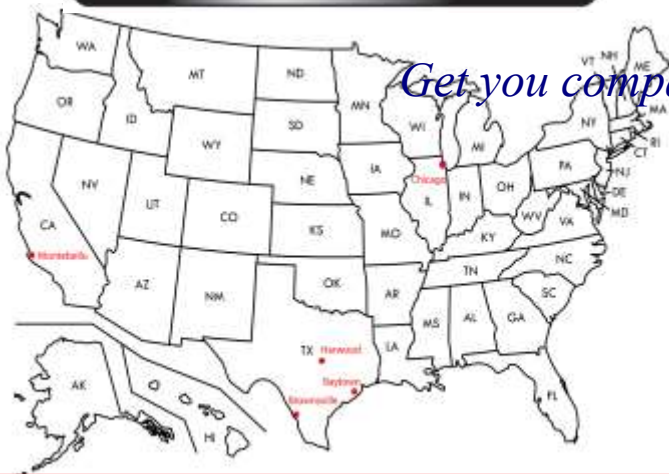 Get you compa
WA
MT
ND
MN
VT
NH
ME
OR
ID
SD
WI
MI
NY
MA
WY
RI
CT
IA
Chicago
PA
NJ
NV
NE
IL
IN
OH
DE
MD
UT
CO
WV
VA
CA
KS
MO
KY
Montebello
NC
TN
AZ
NM
OK
AR
SC
MS
AL
GA
LA
TX
Harwood
AK
Baytown
FL
Brownsville
HI